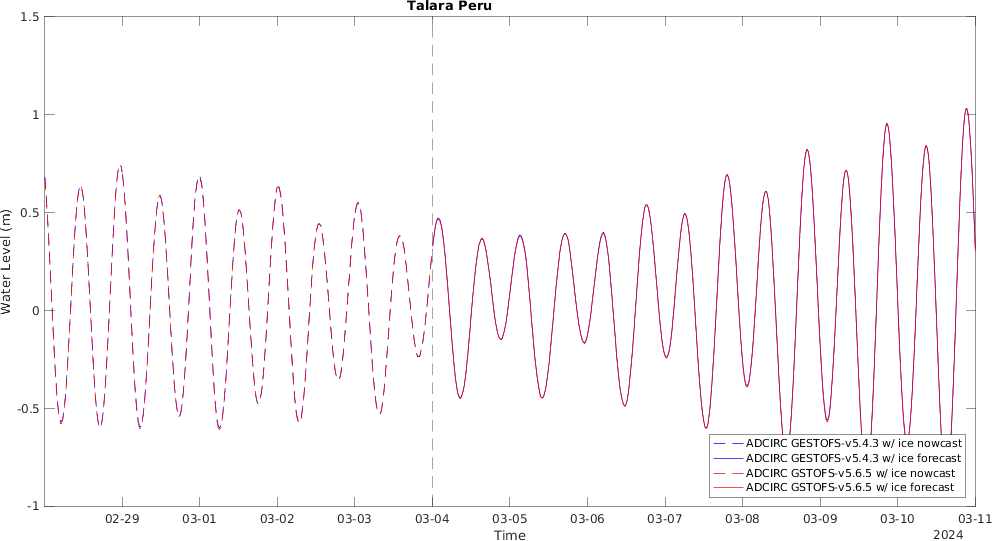 Talara Peru
1.5
1
0.5
0
-0.5
-1
Water Level (m)
ADCIRC GESTOFS-v5.4.3 w/ ice nowcast
ADCIRC GESTOFS-v5.4.3 w/ ice forecast
ADCIRC GSTOFS-v5.6.5 w/ ice nowcast
ADCIRC GSTOFS-v5.6.5 w/ ice forecast
02-29 03-01 03-02 03-03 03-04 03-05 03-06 03-07 03-08 03-09 03-10 03-11
Time
2024